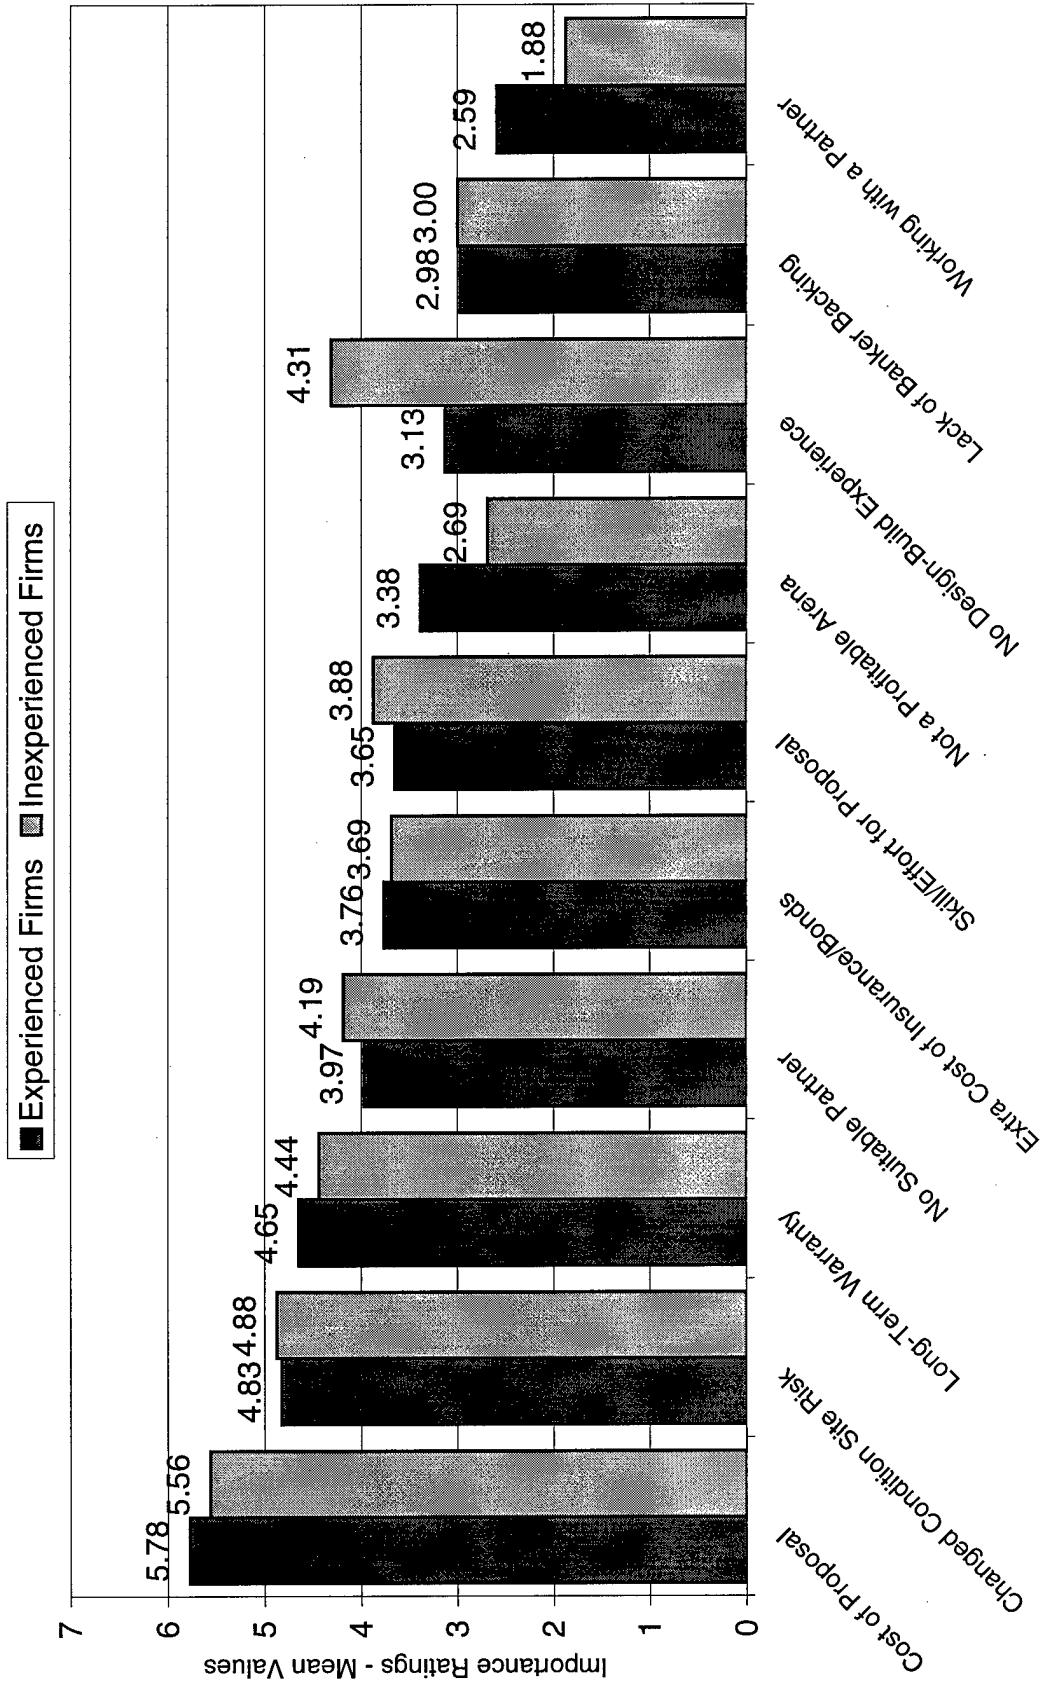 Experienced Firms Inexperienced Firms
7
6
5
4
3
2
1
0
Importance Ratings - Mean Values
5.78 5.56
4.83 4.88
4.65 4.44
3.97 4.19
3.76 3.69
3.65 3.88
3.38 2.69
3.13 4.31
2.98 3.00
2.59 1.88
Cost of Proposal
Changed Condition Site Risk
Long-Term Warranty
No Suitable Partner
Extra Cost of Insurance/Bonds
Skill/Effort for Proposal
Not a Profitable Arena
No Design-Build Experience
Lack of Banker Backing
Working with a Partner